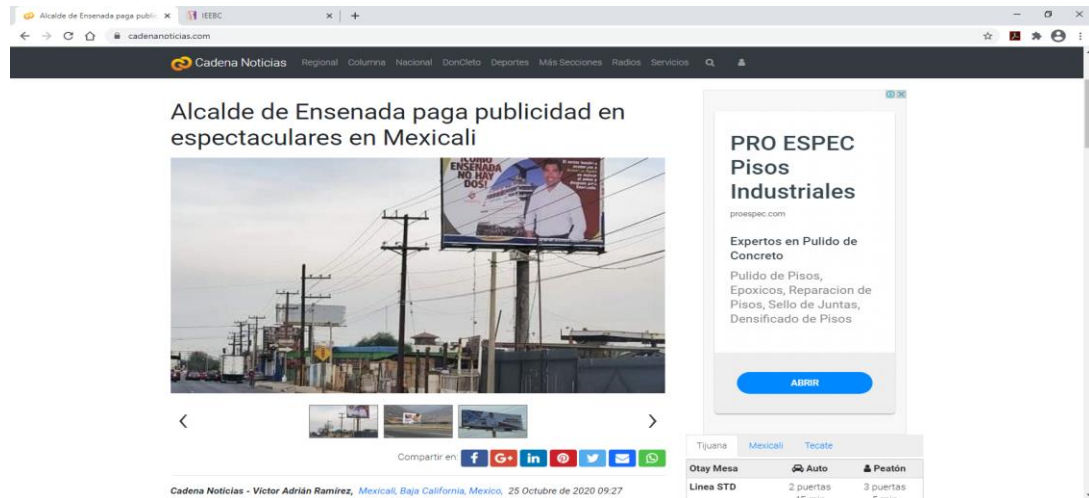 Alcalde de Ensenada paga public
IEEBC
cadenanoticias.com
Cadena Noticias Regional Columna Nacional DonCleto Deportes Más Secciones Radios Servicios
Alcalde de Ensenada paga publicidad en
espectaculares en Mexicali
ENSENADA
NO HAY
DOS!
Compartir en:
Cadena Noticias - Victor Adrián Ramírez, Mexicali, Baja California, Mexico, 25 Octubre de 2020 09:27
PRO ESPEC
Pisos
Industriales
proespec.com
Expertos en Pulido de
Concreto
Pulido de Pisos,
Epoxicos, Reparacion de
Pisos, Sello de Juntas,
Densificado de Pisos
ABRIR
Tijuana Mexicali Tecate
Otay Mesa Auto Peatón
Linea STD 2 puertas 3 puertas